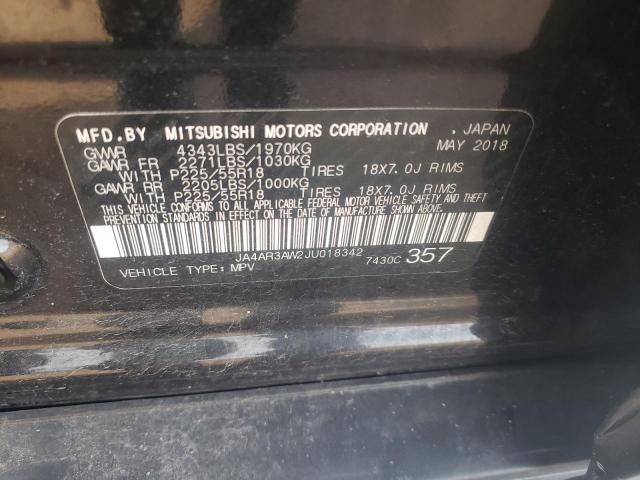 MFD.BY MITSUBISHI MOTORS CORPORATION . JAPAN
GVWR 4343LBS/1970KG MAY 2018
GAWR FR 2271LBS/1030KG
WITH P225/55R18 TIRES 18X7.0J RIMS
GAWR RR 2205LBS/1000KG
WITH P225/55R18 TIRES 18X7.0J RIMS
THIS VEHICLE CONFORMS TO ALL APPLICABLE FEDERAL MOTOR VEHICLE SAFETY AND THEFT
PREVENTION STANDARDS IN EFFECT ON THE DATE OF MANUFACTURE SHOWN ABOVE.
JA4AR3AW2JU018342
VEHICLE TYPE:MPV 7430C 357